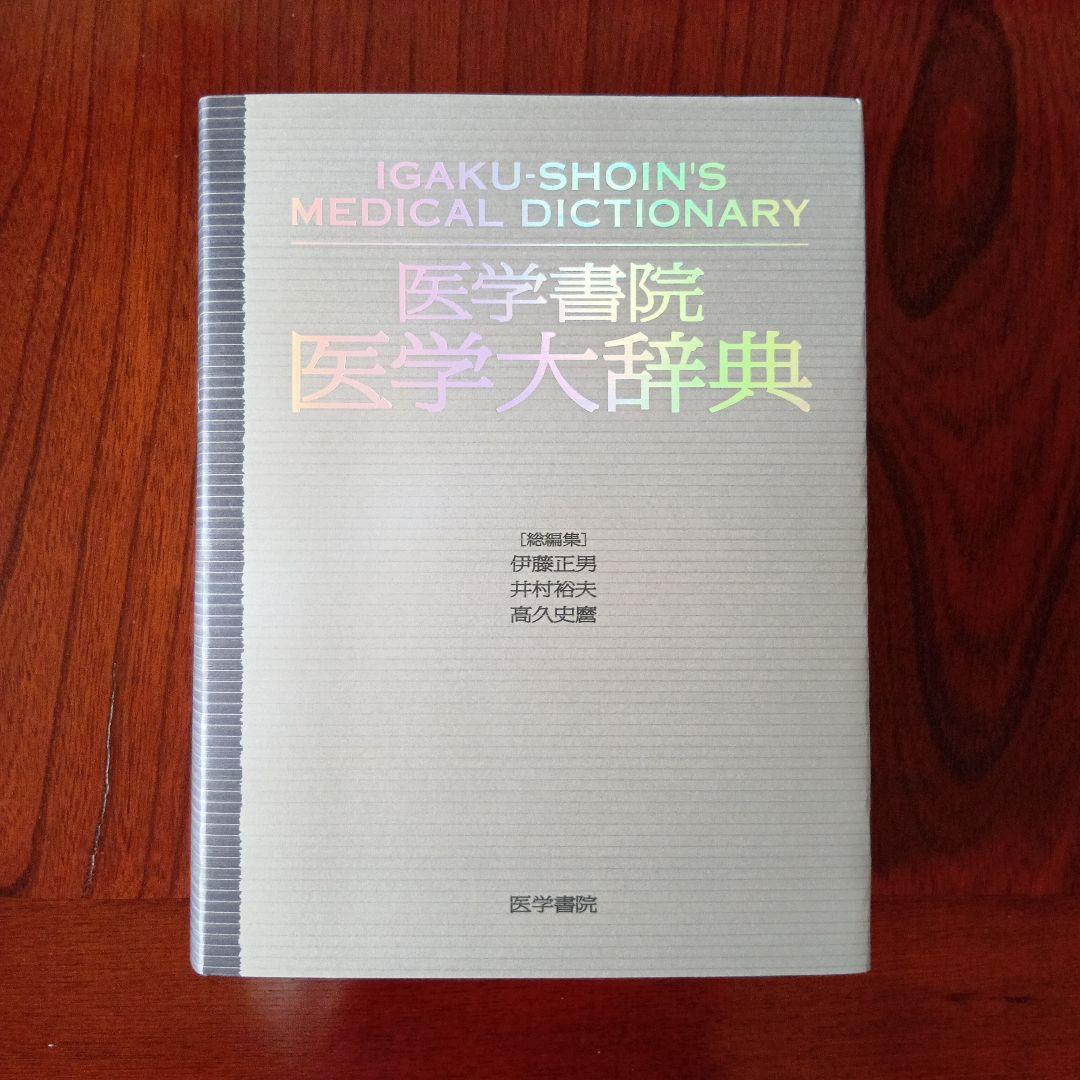 IGAKU-SHOIN'S
MEDICAL DICTIONARY
医学書院
医学大辞典
[総編集]
伊藤正男
井村裕夫
高久史麿
医学書院